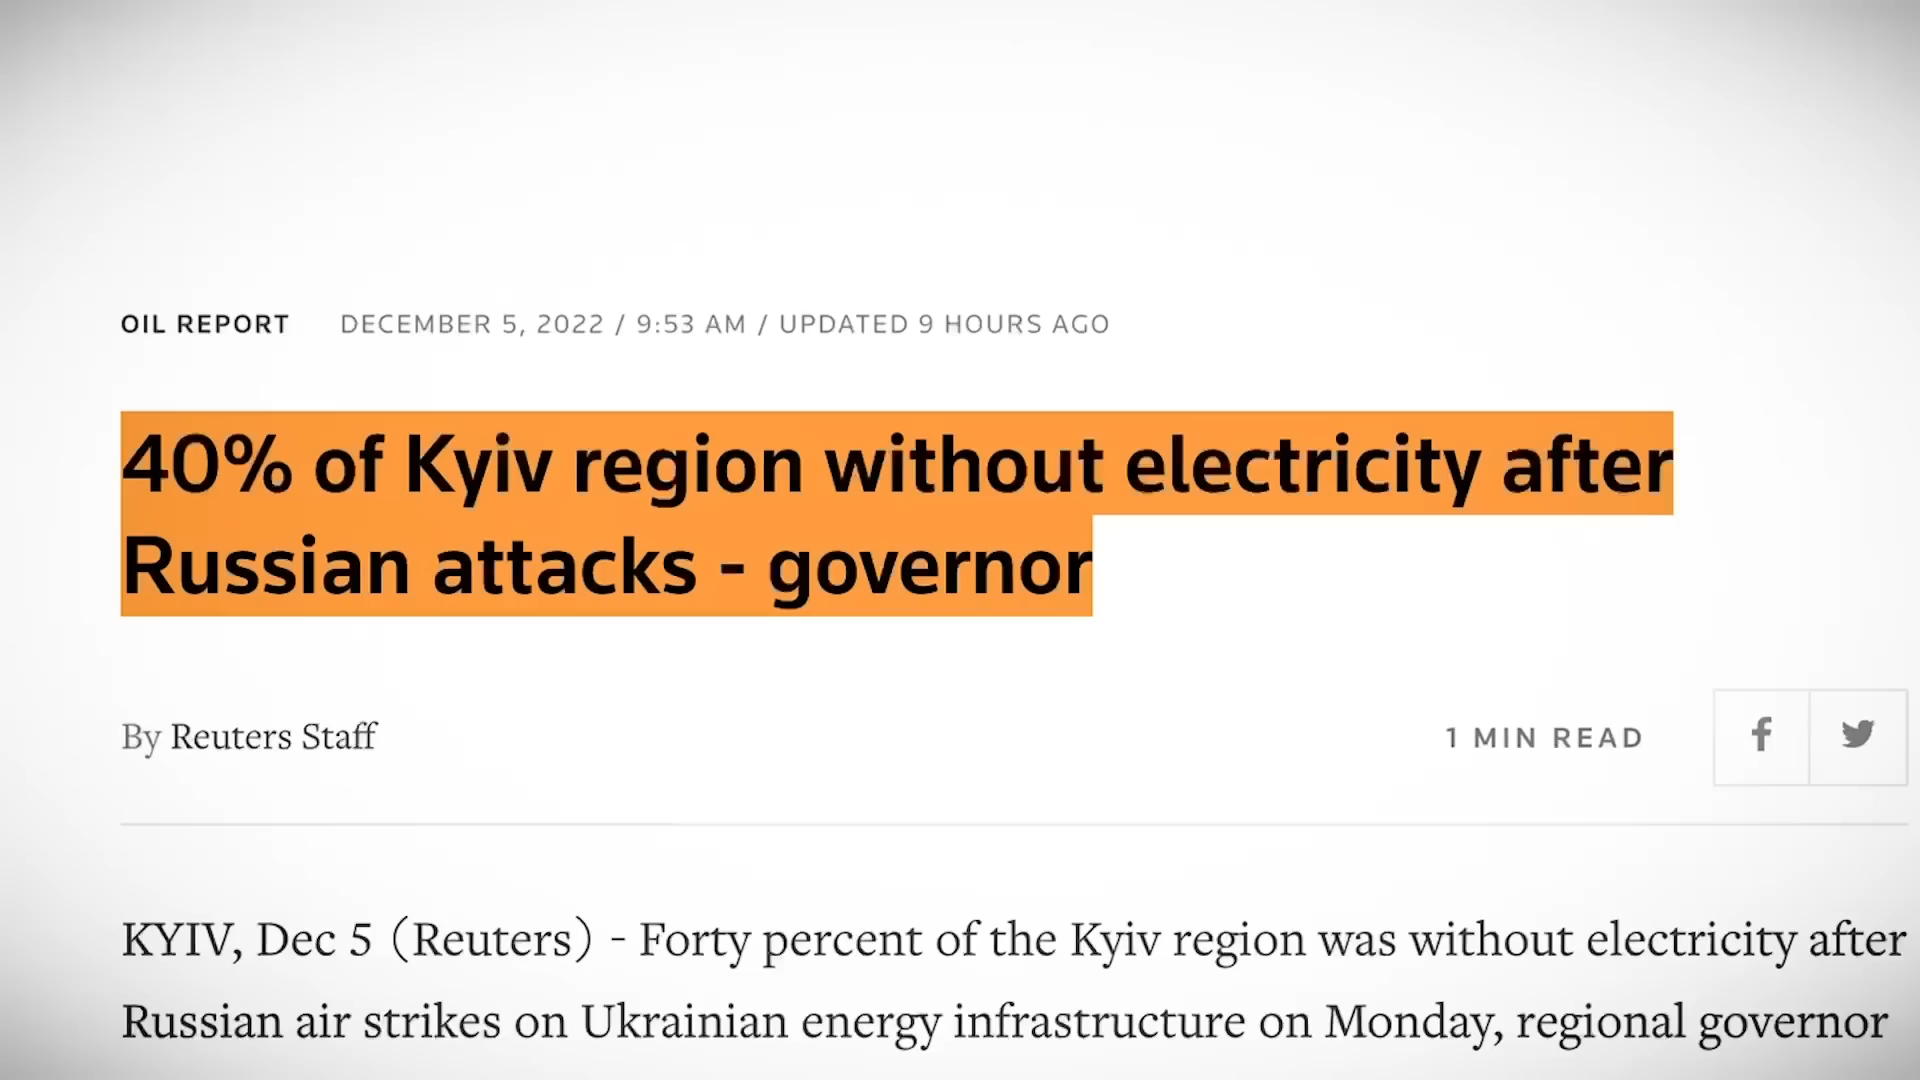 OIL REPORT DECEMBER 5, 2022 / 9:53 AM / UPDATED 9 HOURS AGO
40% of Kyiv region without electricity after
Russian attacks - governor
By Reuters Staff 1 MIN READ
KYIV, Dec 5 (Reuters) - Forty percent of the Kyiv region was without electricity after
Russian air strikes on Ukrainian energy infrastructure on Monday, regional governor